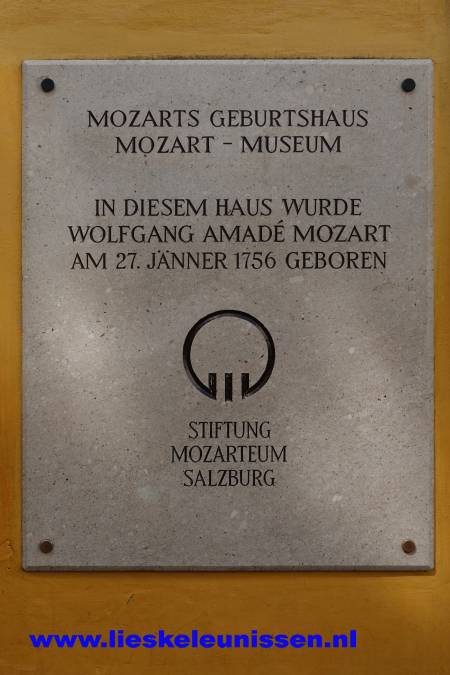 MOZARTS GEBURTSHAUS
MOZART - MUSEUM
IN DIESEM HAUS WURDE
WOLFGANG AMADÉ MOZART
AM 27. JÄNNER 1756 GEBOREN
STIFTUNG
MOZARTEUM
SALZBURG
www.lieskeleunissen.nl